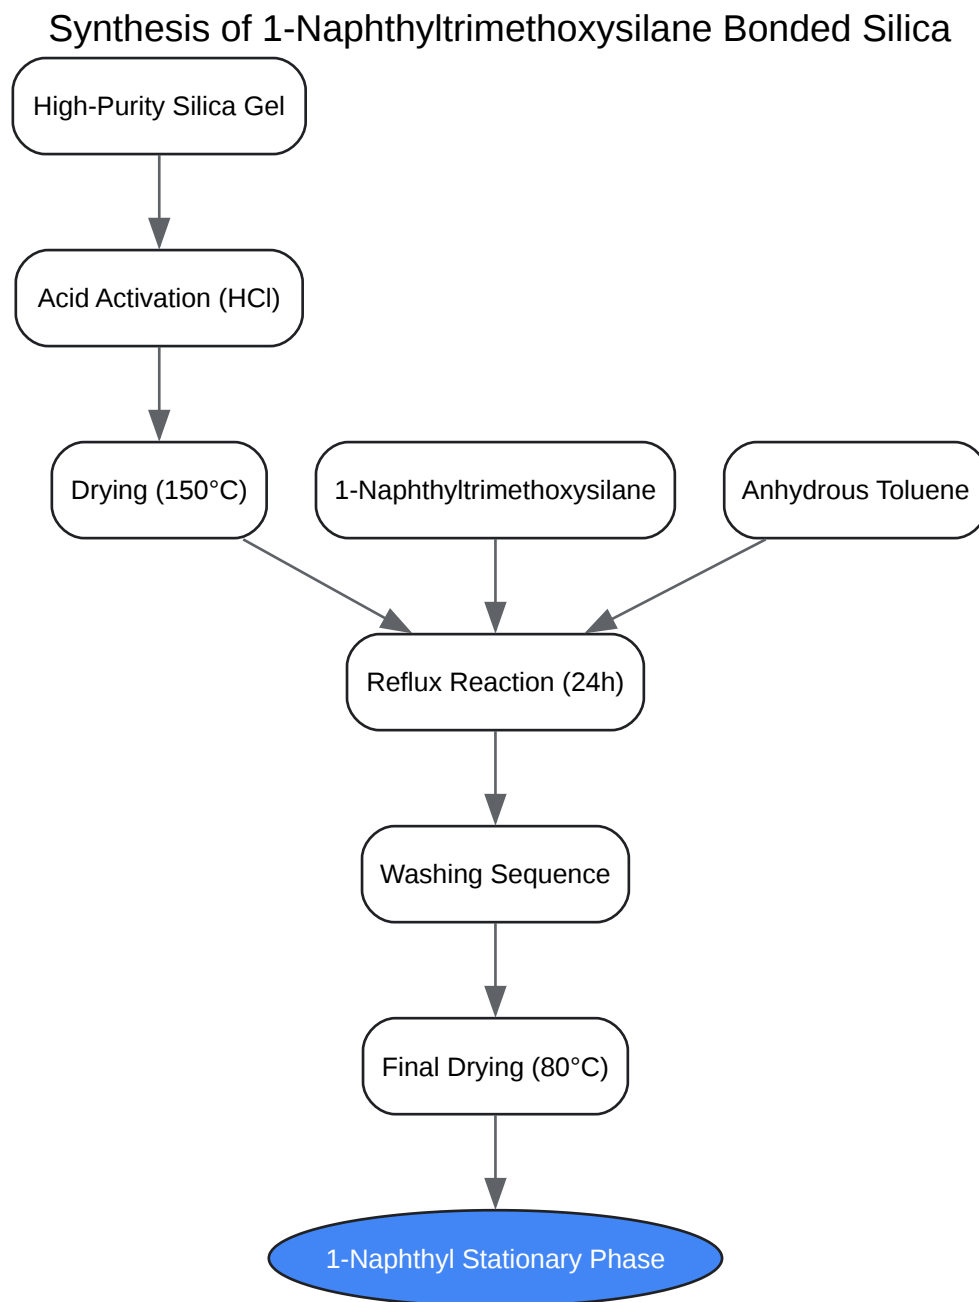 Synthesis of 1-Naphthyltrimethoxysilane Bonded Silica
High-Purity Silica Gel
Acid Activation (HCl)
Drying (150°C)
1-Naphthyltrimethoxysilane
Anhydrous Toluene
Reflux Reaction (24h)
Washing Sequence
Final Drying (80°C)
1-Naphthyl Stationary Phase